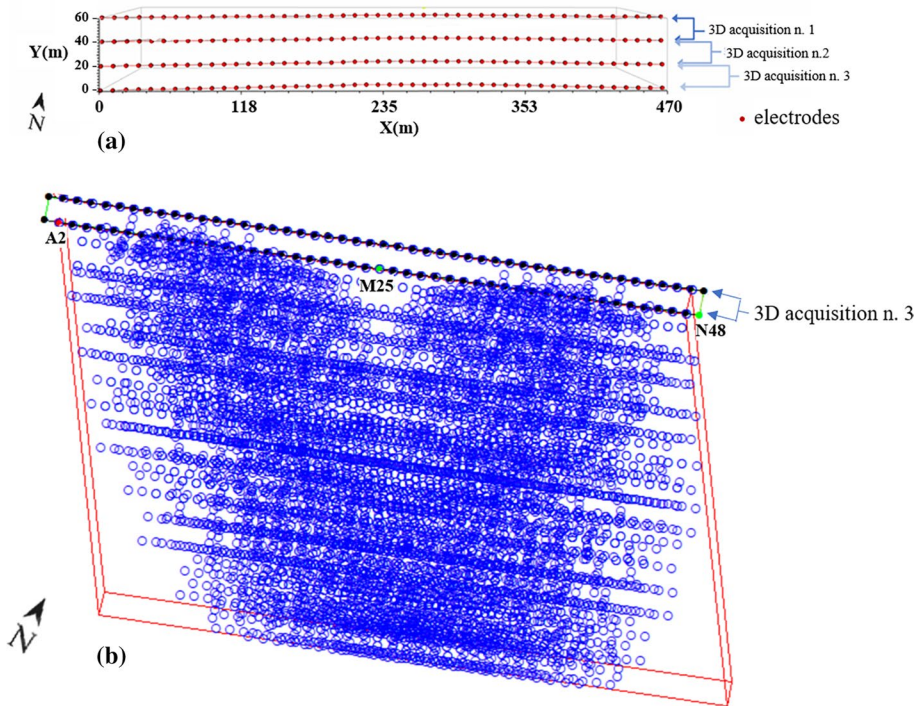 60
Y(m) 40
20
0
3D acquisition n. 1
3D acquisition n.2
3D acquisition n. 3
0 118 235 353 470
X(m)
N
(a)
electrodes
A2
M25
N48
3D acquisition n. 3
N
(b)